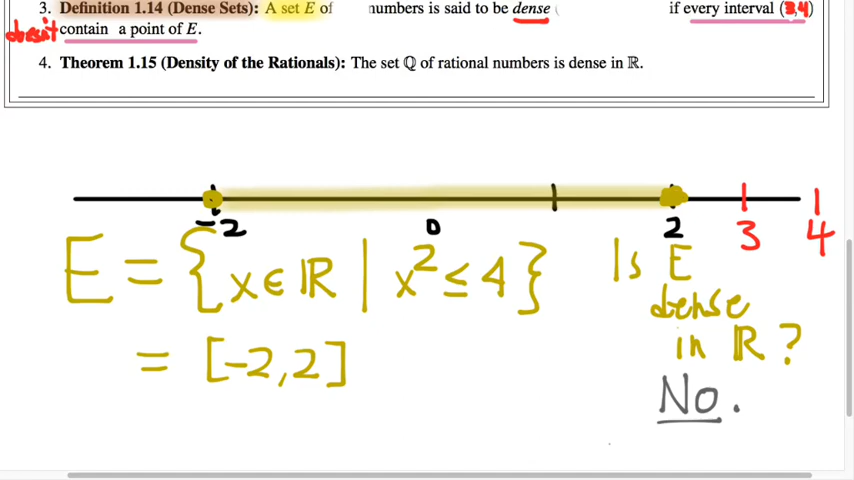 3. Definition 1.14 (Dense Sets): A set E of numbers is said to be dense ( if every interval (3,4)
doesn't contain a point of E.
4. Theorem 1.15 (Density of the Rationals): The set ℚ of rational numbers is dense in ℝ.
-2 0 2 3 4
E = {x ∈ ℝ | x² ≤ 4}
= [-2,2]
Is E
dense
in ℝ?
No.